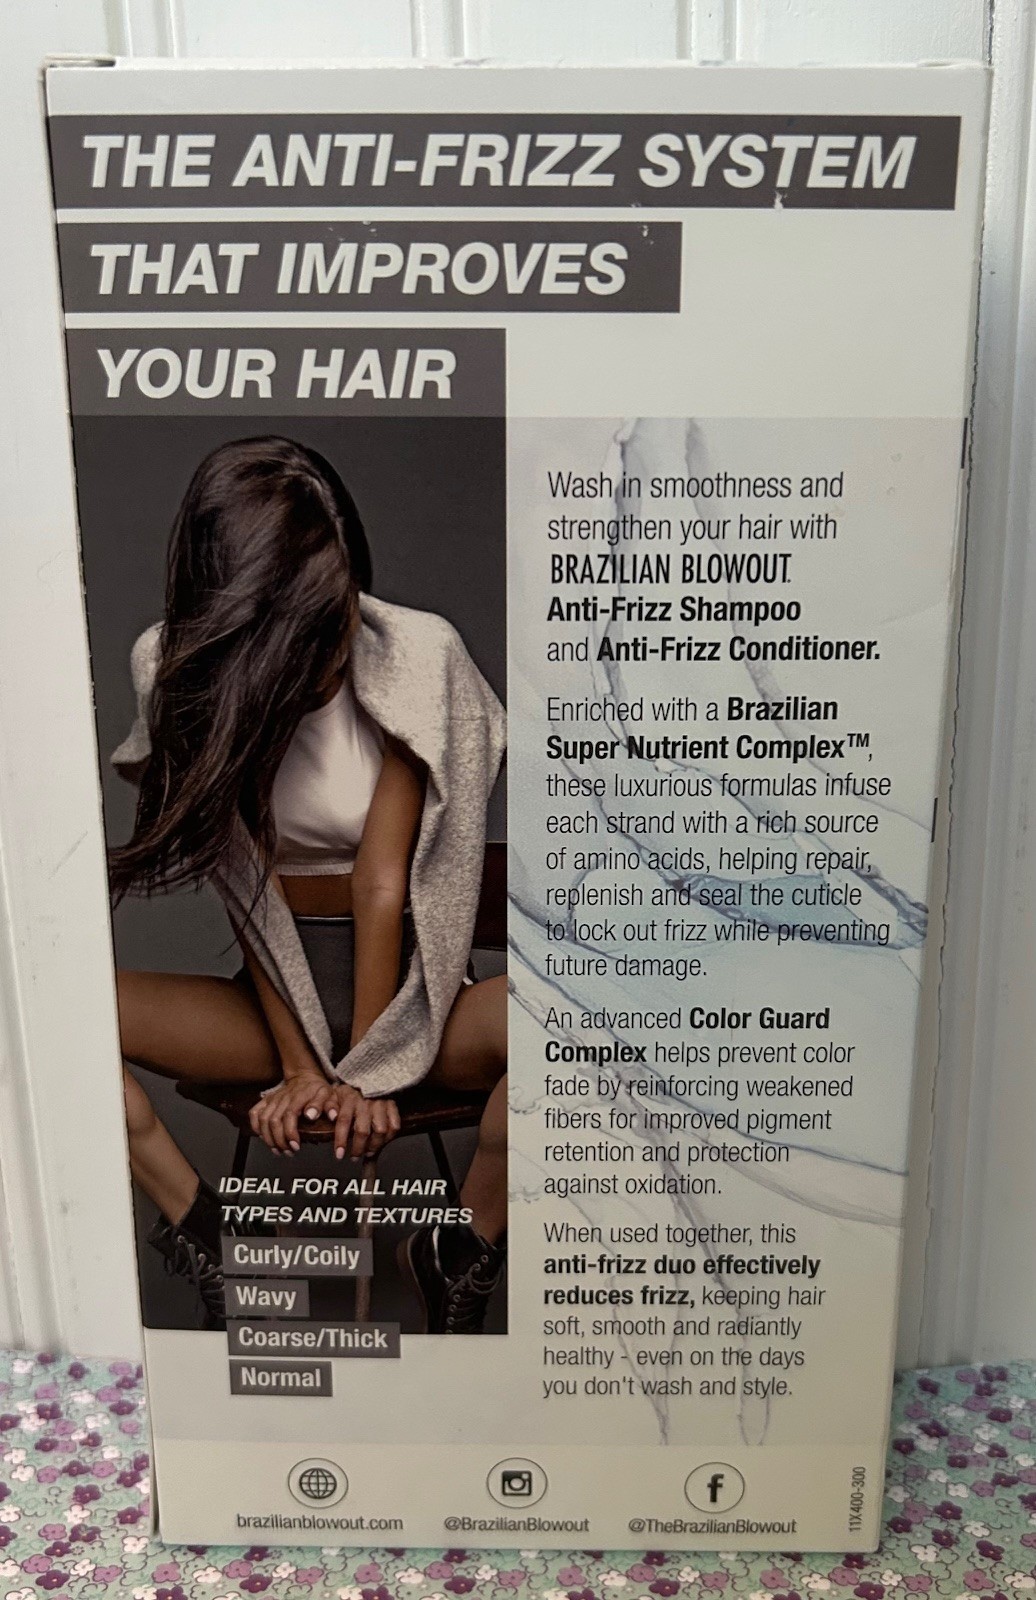 THE ANTI-FRIZZ SYSTEM
THAT IMPROVES
YOUR HAIR
Wash in smoothness and
strengthen your hair with
BRAZILIAN BLOWOUT.
Anti-Frizz Shampoo
and Anti-Frizz Conditioner.
Enriched with a Brazilian
Super Nutrient Complex™,
these luxurious formulas infuse
each strand with a rich source
of amino acids, helping repair,
replenish and seal the cuticle
to lock out frizz while preventing
future damage.
An advanced Color Guard
Complex helps prevent color
fade by reinforcing weakened
fibers for improved pigment
retention and protection
against oxidation.
When used together, this
anti-frizz duo effectively
reduces frizz, keeping hair
soft, smooth and radiantly
healthy - even on the days
you don't wash and style.
IDEAL FOR ALL HAIR
TYPES AND TEXTURES
Curly/Coily
Wavy
Coarse/Thick
Normal
brazilianblowout.com
@BrazilianBlowout
@TheBrazilianBlowout
11X400-300